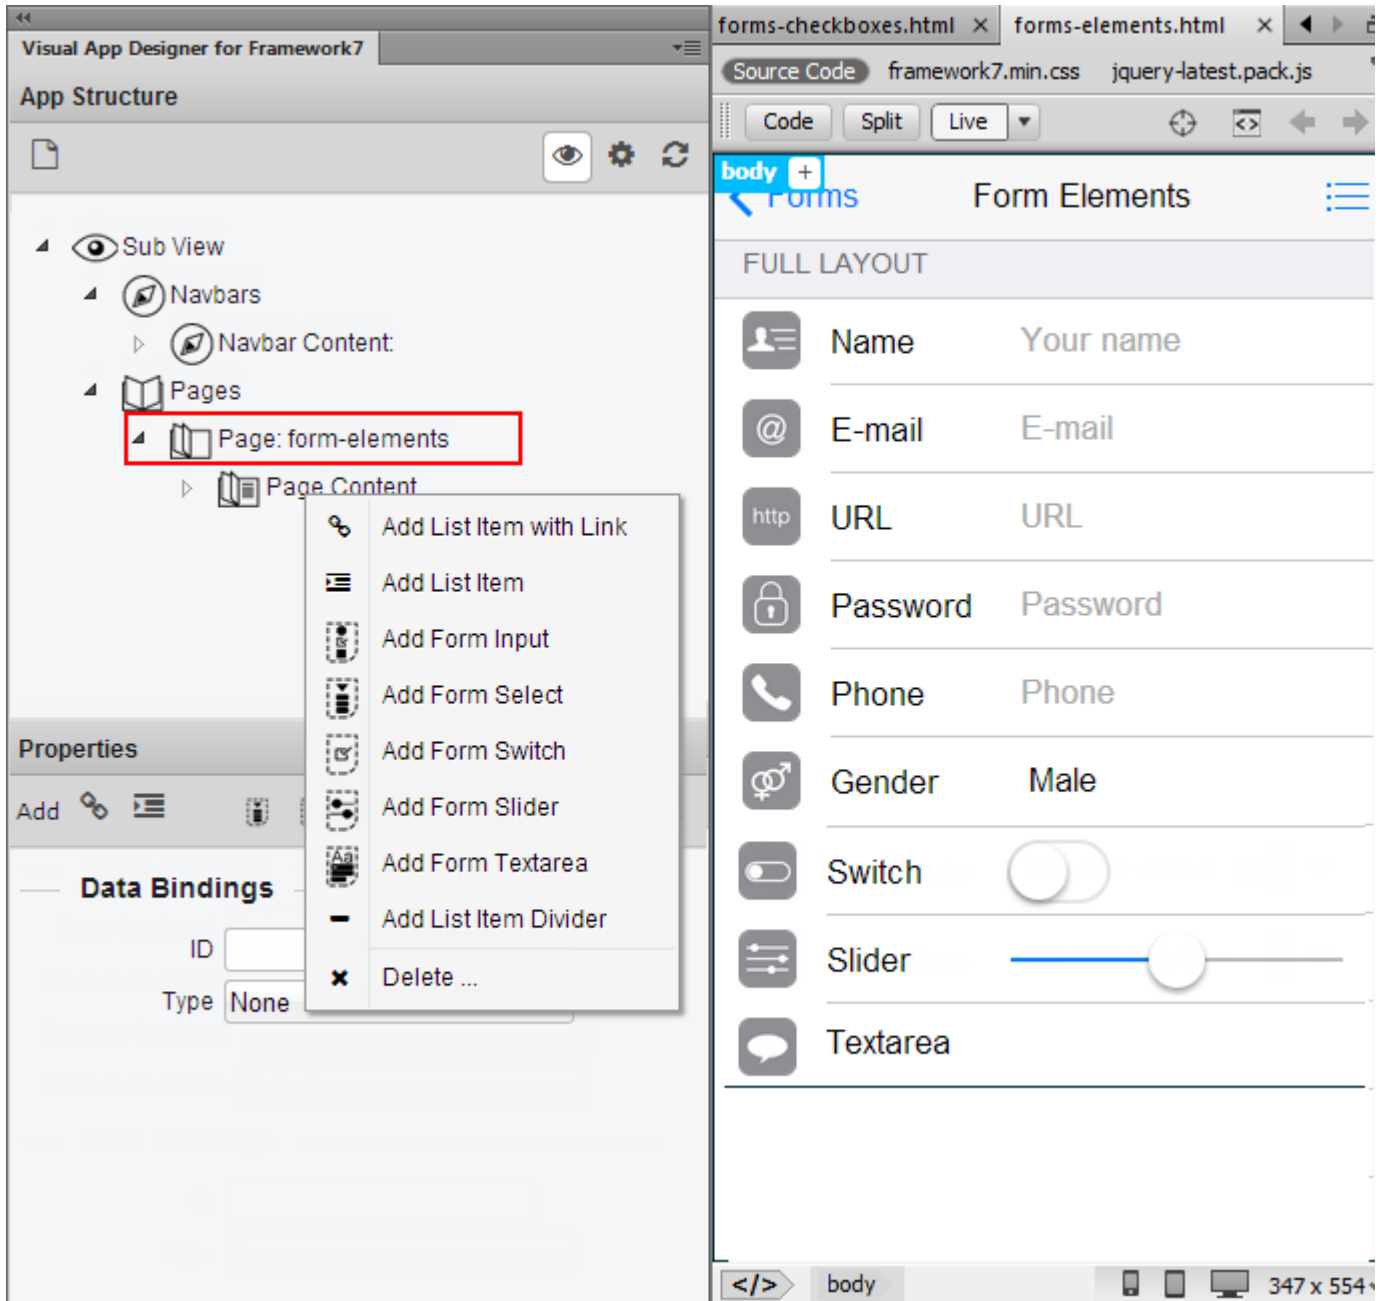 Visual App Designer for Framework7
App Structure
Sub View
Navbars
Navbar Content:
Pages
Page: form-elements
Page Content
Add List Item with Link
Add List Item
Add Form Input
Add Form Select
Add Form Switch
Add Form Slider
Add Form Textarea
Add List Item Divider
Delete ...
Properties
Add
Data Bindings
ID
Type None
forms-checkboxes.html forms-elements.html
Source Code framework7.min.css jquery-latest.pack.js
Code Split Live
body +
Forms Form Elements
FULL LAYOUT
Name Your name
@ E-mail E-mail
http URL URL
Password Password
Phone Phone
Gender Male
Switch
Slider
Textarea
</> body 347 x 554